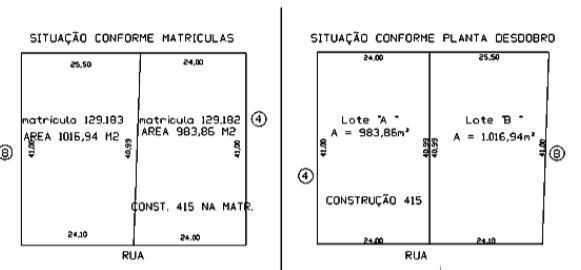 SITUAÇÃO CONFORME MATRICULAS
25,50 24,00
matricula 129.183 matricula 129.182
AREA 1016,94 M2 AREA 983,86 M2
4
8
41,00 40,99 41,00
CONST. 415 NA MATR.
24,10 24,00
RUA
SITUAÇÃO CONFORME PLANTA DESDOBRO
24,00 25,50
Lote "A " Lote "B "
A = 983,86m² A = 1.016,94m²
41,00 40,99 40,99 41,00
8
4
CONSTRUÇÃO 415
24,00 24,10
RUA